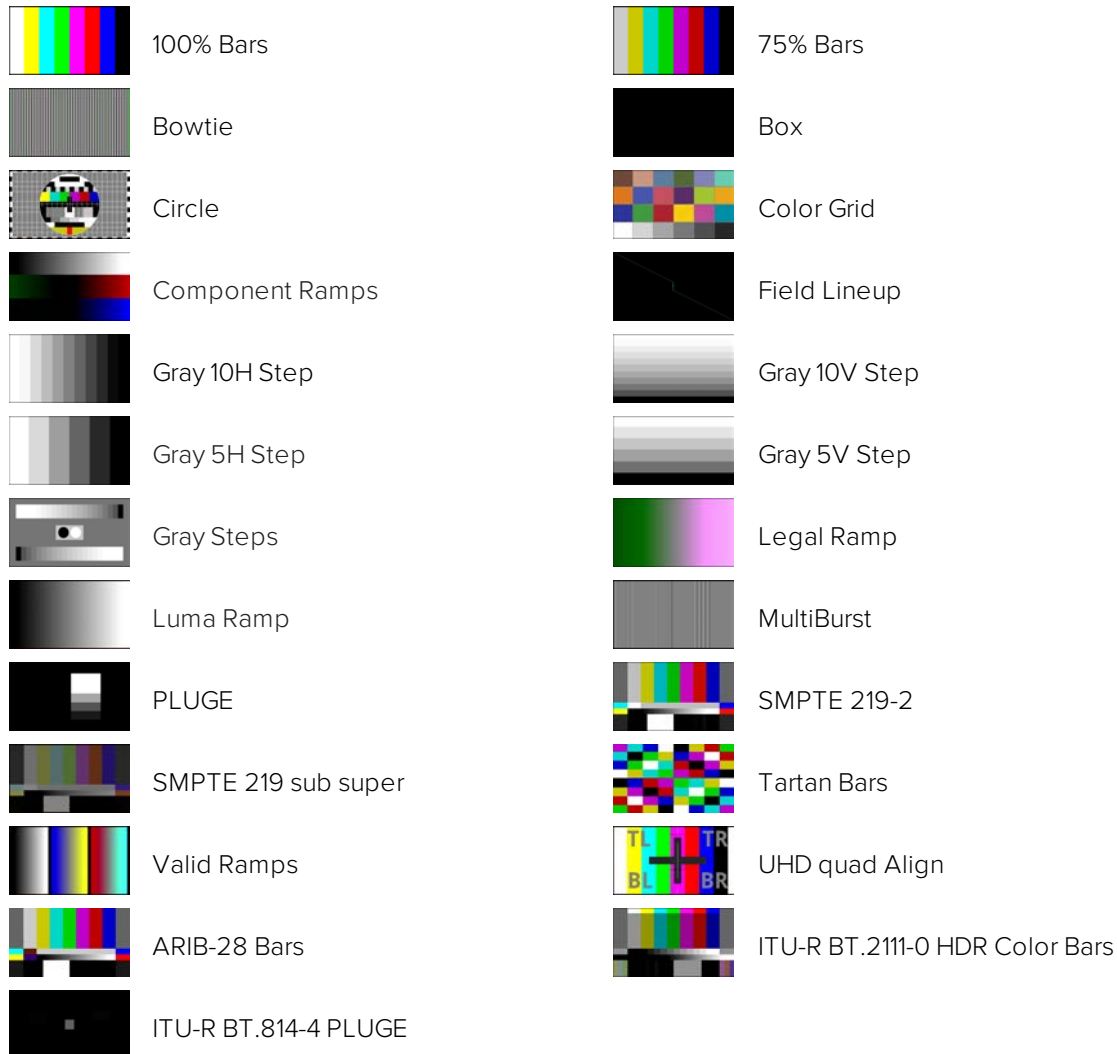 100% Bars
75% Bars
Bowtie
Box
Circle
Color Grid
Component Ramps
Field Lineup
Gray 10H Step
Gray 10V Step
Gray 5H Step
Gray 5V Step
Gray Steps
Legal Ramp
Luma Ramp
MultiBurst
PLUGE
SMPTE 219-2
SMPTE 219 sub super
Tartan Bars
Valid Ramps
TL TR
BL BR
UHD quad Align
ARIB-28 Bars
ITU-R BT.2111-0 HDR Color Bars
ITU-R BT.814-4 PLUGE